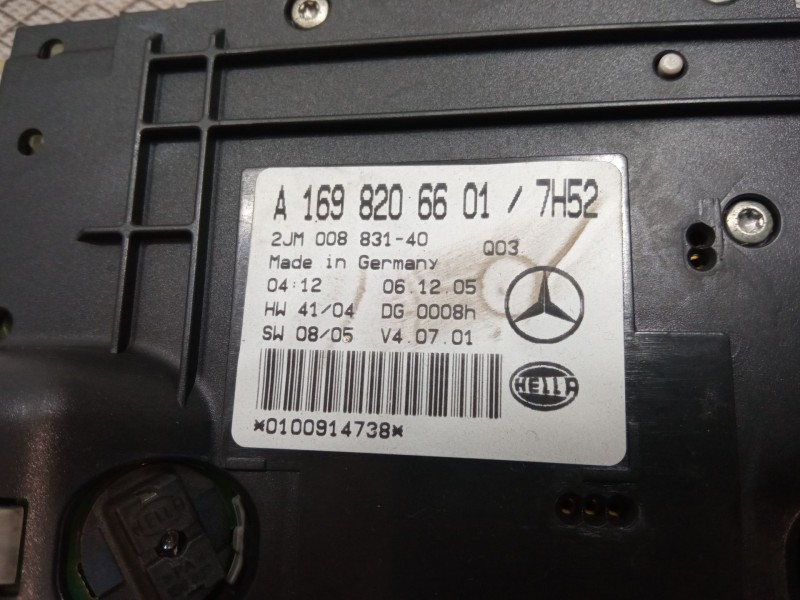 A 169 820 66 01 / 7H52
2JM 008 831-40 Q03
Made in Germany
04:12 06.12.05
HW 41/04 DG 0008h
SW 08/05 V4.07.01
HELLA
*0100914738*
HELLA